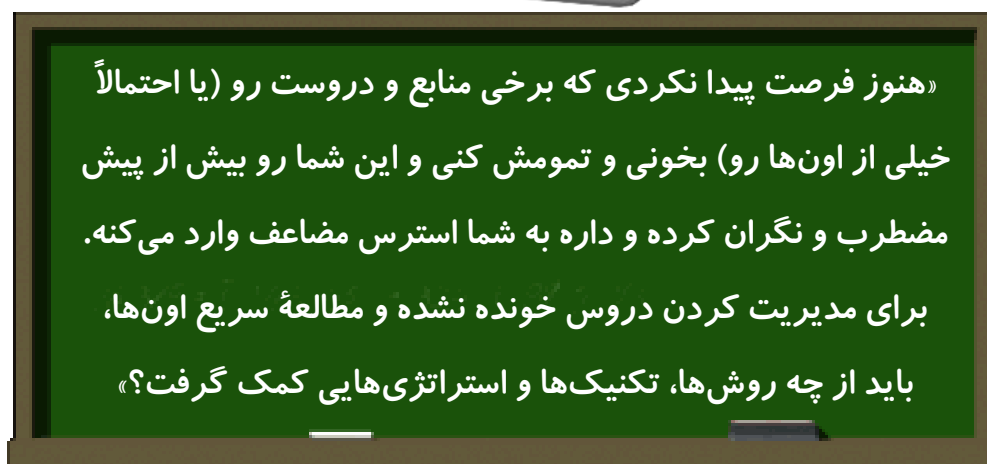 «هنوز فرصت پیدا نکردی که برخی منابع و دروست رو (یا احتمالاً
خیلی از اون‌ها رو) بخونی و تمومش کنی و این شما رو بیش از پیش
مضطرب و نگران کرده و داره به شما استرس مضاعف وارد می‌کنه.
برای مدیریت کردن دروس خونده نشده و مطالعهٔ سریع اون‌ها،
باید از چه روش‌ها، تکنیک‌ها و استراتژی‌هایی کمک گرفت؟»